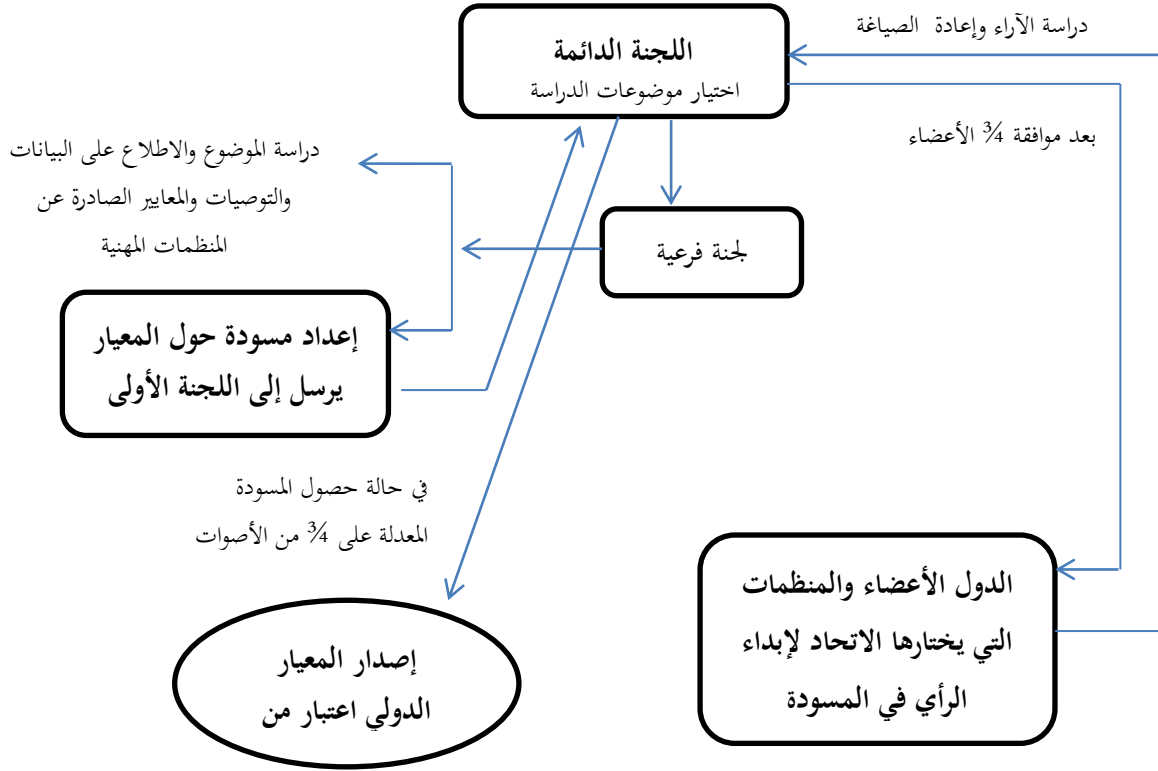 دراسة الآراء وإعادة الصياغة
اللجنة الدائمة
اختيار موضوعات الدراسة
بعد موافقة ¾ الأعضاء
دراسة الموضوع والاطلاع على البيانات
والتوصيات والمعايير الصادرة عن
المنظمات المهنية
لجنة فرعية
إعداد مسودة حول المعيار
يرسل إلى اللجنة الأولى
في حالة حصول المسودة
المعدلة على ¾ من الأصوات
الدول الأعضاء والمنظمات
التي يختارها الاتحاد لإبداء
الرأي في المسودة
إصدار المعيار
الدولي اعتبار من